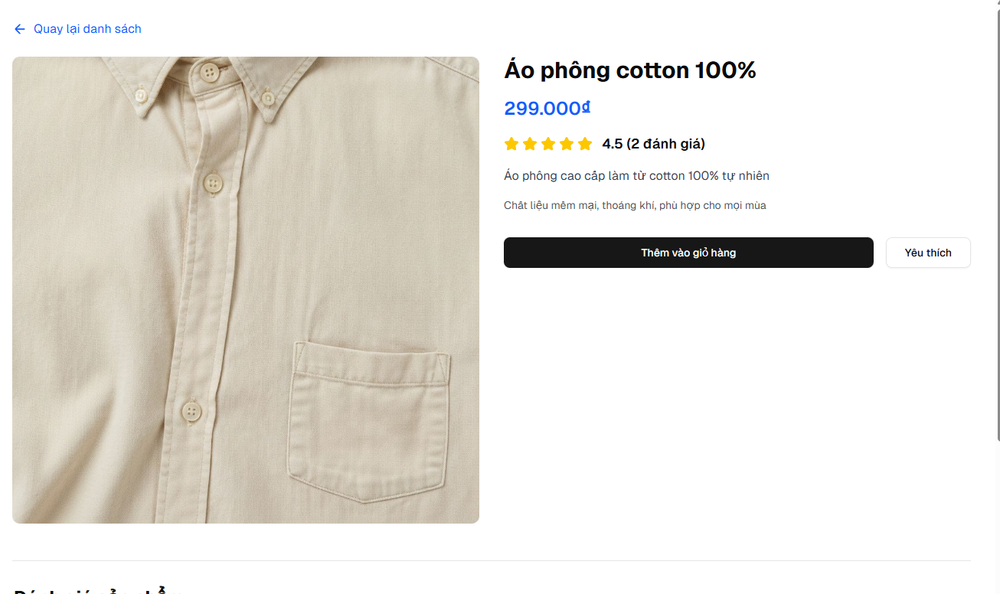 Quay lại danh sách
Áo phông cotton 100%
299.000₫
4.5 (2 đánh giá)
Áo phông cao cấp làm từ cotton 100% tự nhiên
Chất liệu mềm mại, thoáng khí, phù hợp cho mọi mùa
Thêm vào giỏ hàng
Yêu thích